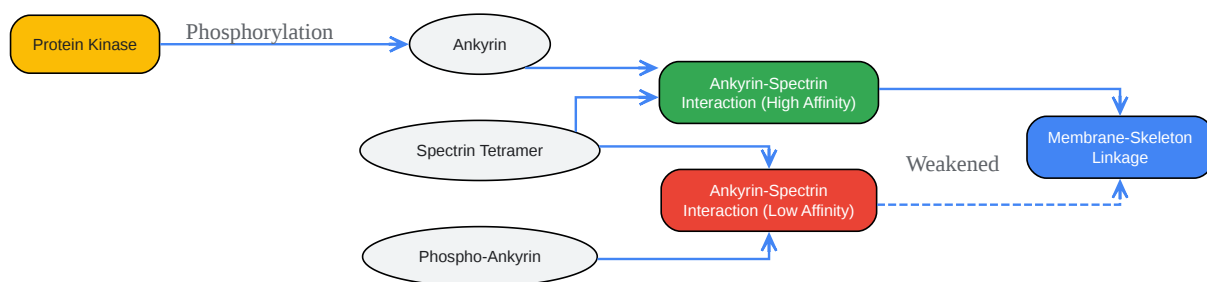 Protein Kinase
Phosphorylation
Ankyrin
Ankyrin-Spectrin
Interaction (High Affinity)
Spectrin Tetramer
Membrane-Skeleton
Linkage
Weakened
Ankyrin-Spectrin
Interaction (Low Affinity)
Phospho-Ankyrin